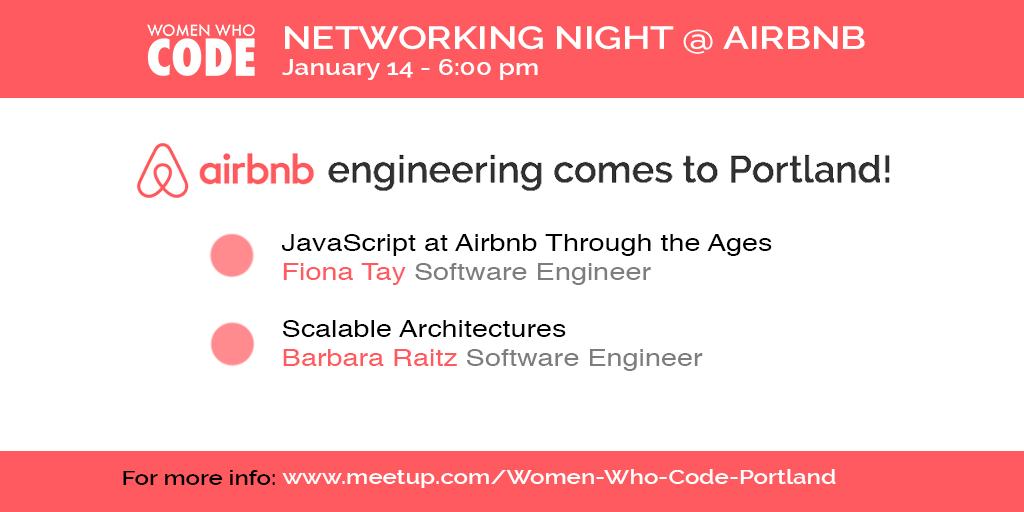 WOMEN WHO
CODE
NETWORKING NIGHT @ AIRBNB
January 14 - 6:00 pm
airbnb engineering comes to Portland!
JavaScript at Airbnb Through the Ages
Fiona Tay Software Engineer
Scalable Architectures
Barbara Raitz Software Engineer
For more info: www.meetup.com/Women-Who-Code-Portland